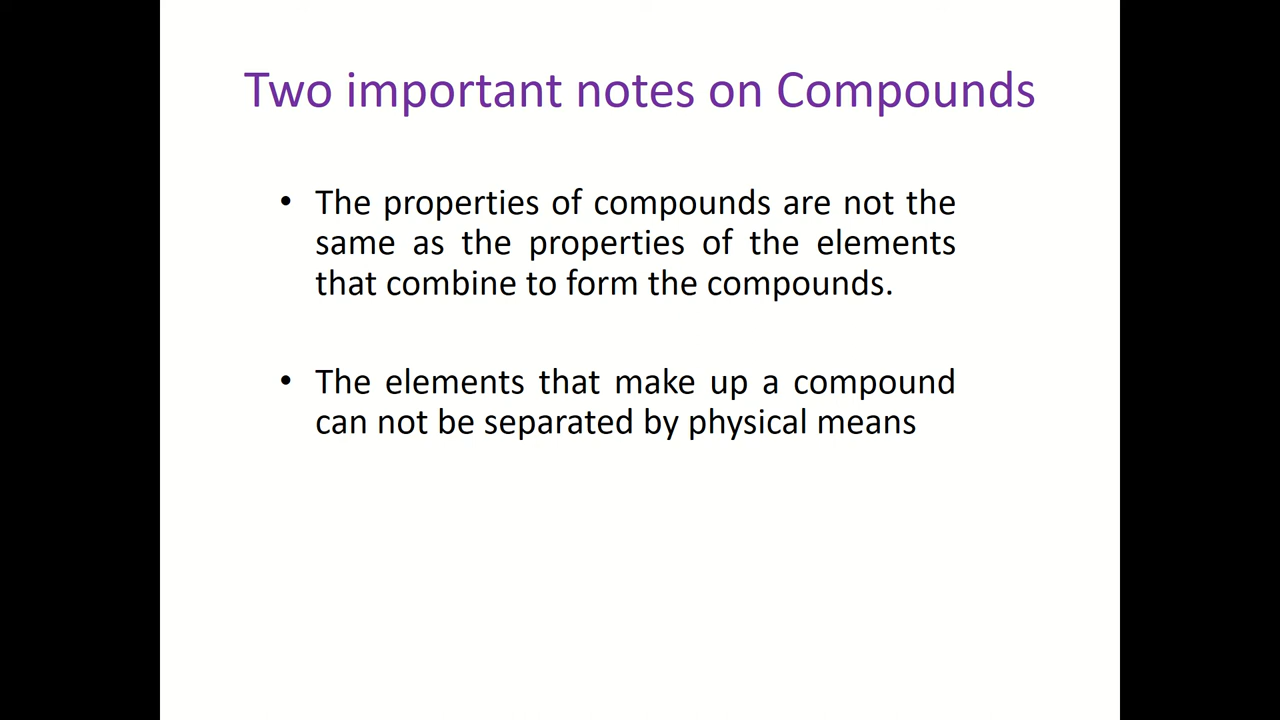 Two important notes on Compounds
• The properties of compounds are not the
same as the properties of the elements
that combine to form the compounds.
• The elements that make up a compound
can not be separated by physical means